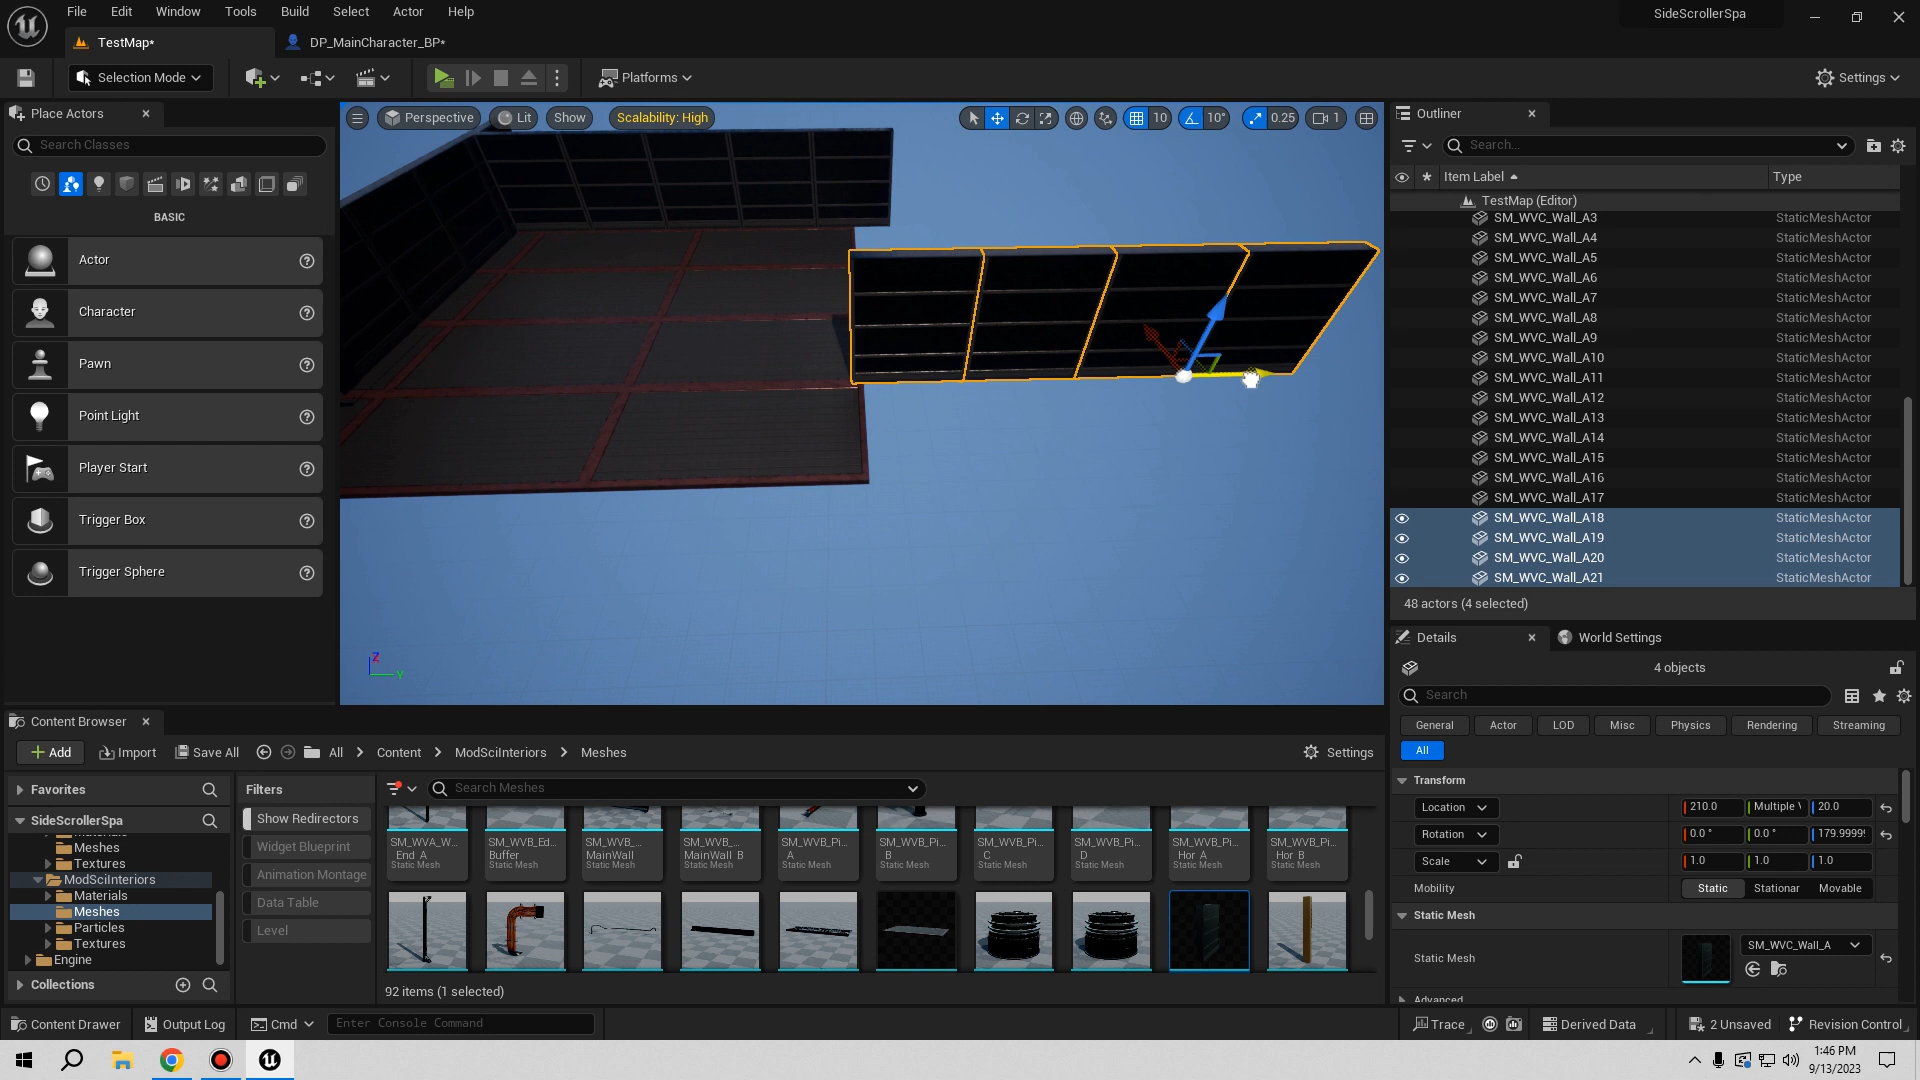 File Edit Window Tools Build Select Actor Help
SideScrollerSpa
TestMap*
DP_MainCharacter_BP*
Selection Mode
Platforms
Settings
Place Actors
Search Classes
BASIC
Actor
Character
Pawn
Point Light
Player Start
Trigger Box
Trigger Sphere
Perspective
Lit
Show
Scalability: High
10
10°
0.25
1
Z
Y
Outliner
Search...
Item Label
Type
TestMap (Editor)
SM_WVC_Wall_A3 StaticMeshActor
SM_WVC_Wall_A4 StaticMeshActor
SM_WVC_Wall_A5 StaticMeshActor
SM_WVC_Wall_A6 StaticMeshActor
SM_WVC_Wall_A7 StaticMeshActor
SM_WVC_Wall_A8 StaticMeshActor
SM_WVC_Wall_A9 StaticMeshActor
SM_WVC_Wall_A10 StaticMeshActor
SM_WVC_Wall_A11 StaticMeshActor
SM_WVC_Wall_A12 StaticMeshActor
SM_WVC_Wall_A13 StaticMeshActor
SM_WVC_Wall_A14 StaticMeshActor
SM_WVC_Wall_A15 StaticMeshActor
SM_WVC_Wall_A16 StaticMeshActor
SM_WVC_Wall_A17 StaticMeshActor
SM_WVC_Wall_A18 StaticMeshActor
SM_WVC_Wall_A19 StaticMeshActor
SM_WVC_Wall_A20 StaticMeshActor
SM_WVC_Wall_A21 StaticMeshActor
48 actors (4 selected)
Details
World Settings
4 objects
Search
General Actor LOD Misc Physics Rendering Streaming
All
Transform
Location 210.0 Multiple V 20.0
Rotation 0.0 ° 0.0 ° 179.99999
Scale 1.0 1.0 1.0
Mobility Static Stationar Movable
Static Mesh
Static Mesh SM_WVC_Wall_A
Advanced
Content Browser
Add
Import
Save All
All > Content > ModSciInteriors > Meshes
Settings
Favorites
SideScrollerSpa
Materials
Meshes
Textures
ModSciInteriors
Materials
Meshes
Particles
Textures
Engine
Collections
Filters
Show Redirectors
Widget Blueprint
Animation Montage
Data Table
Level
Search Meshes
SM_WVA_W... End_A Static Mesh
SM_WVB_Ed... Buffer Static Mesh
SM_WVB_... MainWall Static Mesh
SM_WVB_... MainWall_B Static Mesh
SM_WVB_Pi... A Static Mesh
SM_WVB_Pi... B Static Mesh
SM_WVB_Pi... C Static Mesh
SM_WVB_Pi... D Static Mesh
SM_WVB_Pi... Hor_A Static Mesh
SM_WVB_Pi... Hor_B Static Mesh
92 items (1 selected)
Content Drawer
Output Log
Cmd
Enter Console Command
Trace
Derived Data
2 Unsaved
Revision Control
1:46 PM
9/13/2023